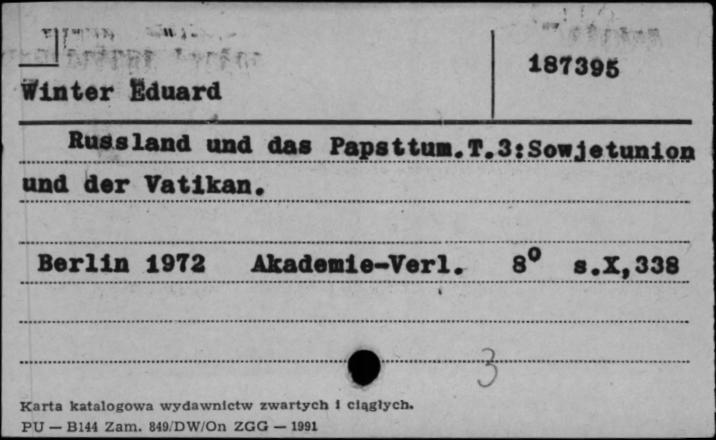 187395
Winter Eduard
Russland und das Papsttum.T.3:Sowjetunion
und der Vatikan.
Berlin 1972 Akademie-Verl. 8⁰ s.X,338
3
Karta katalogowa wydawnictw zwartych i ciągłych.
PU — B144 Zam. 849/DW/On ZGG — 1991